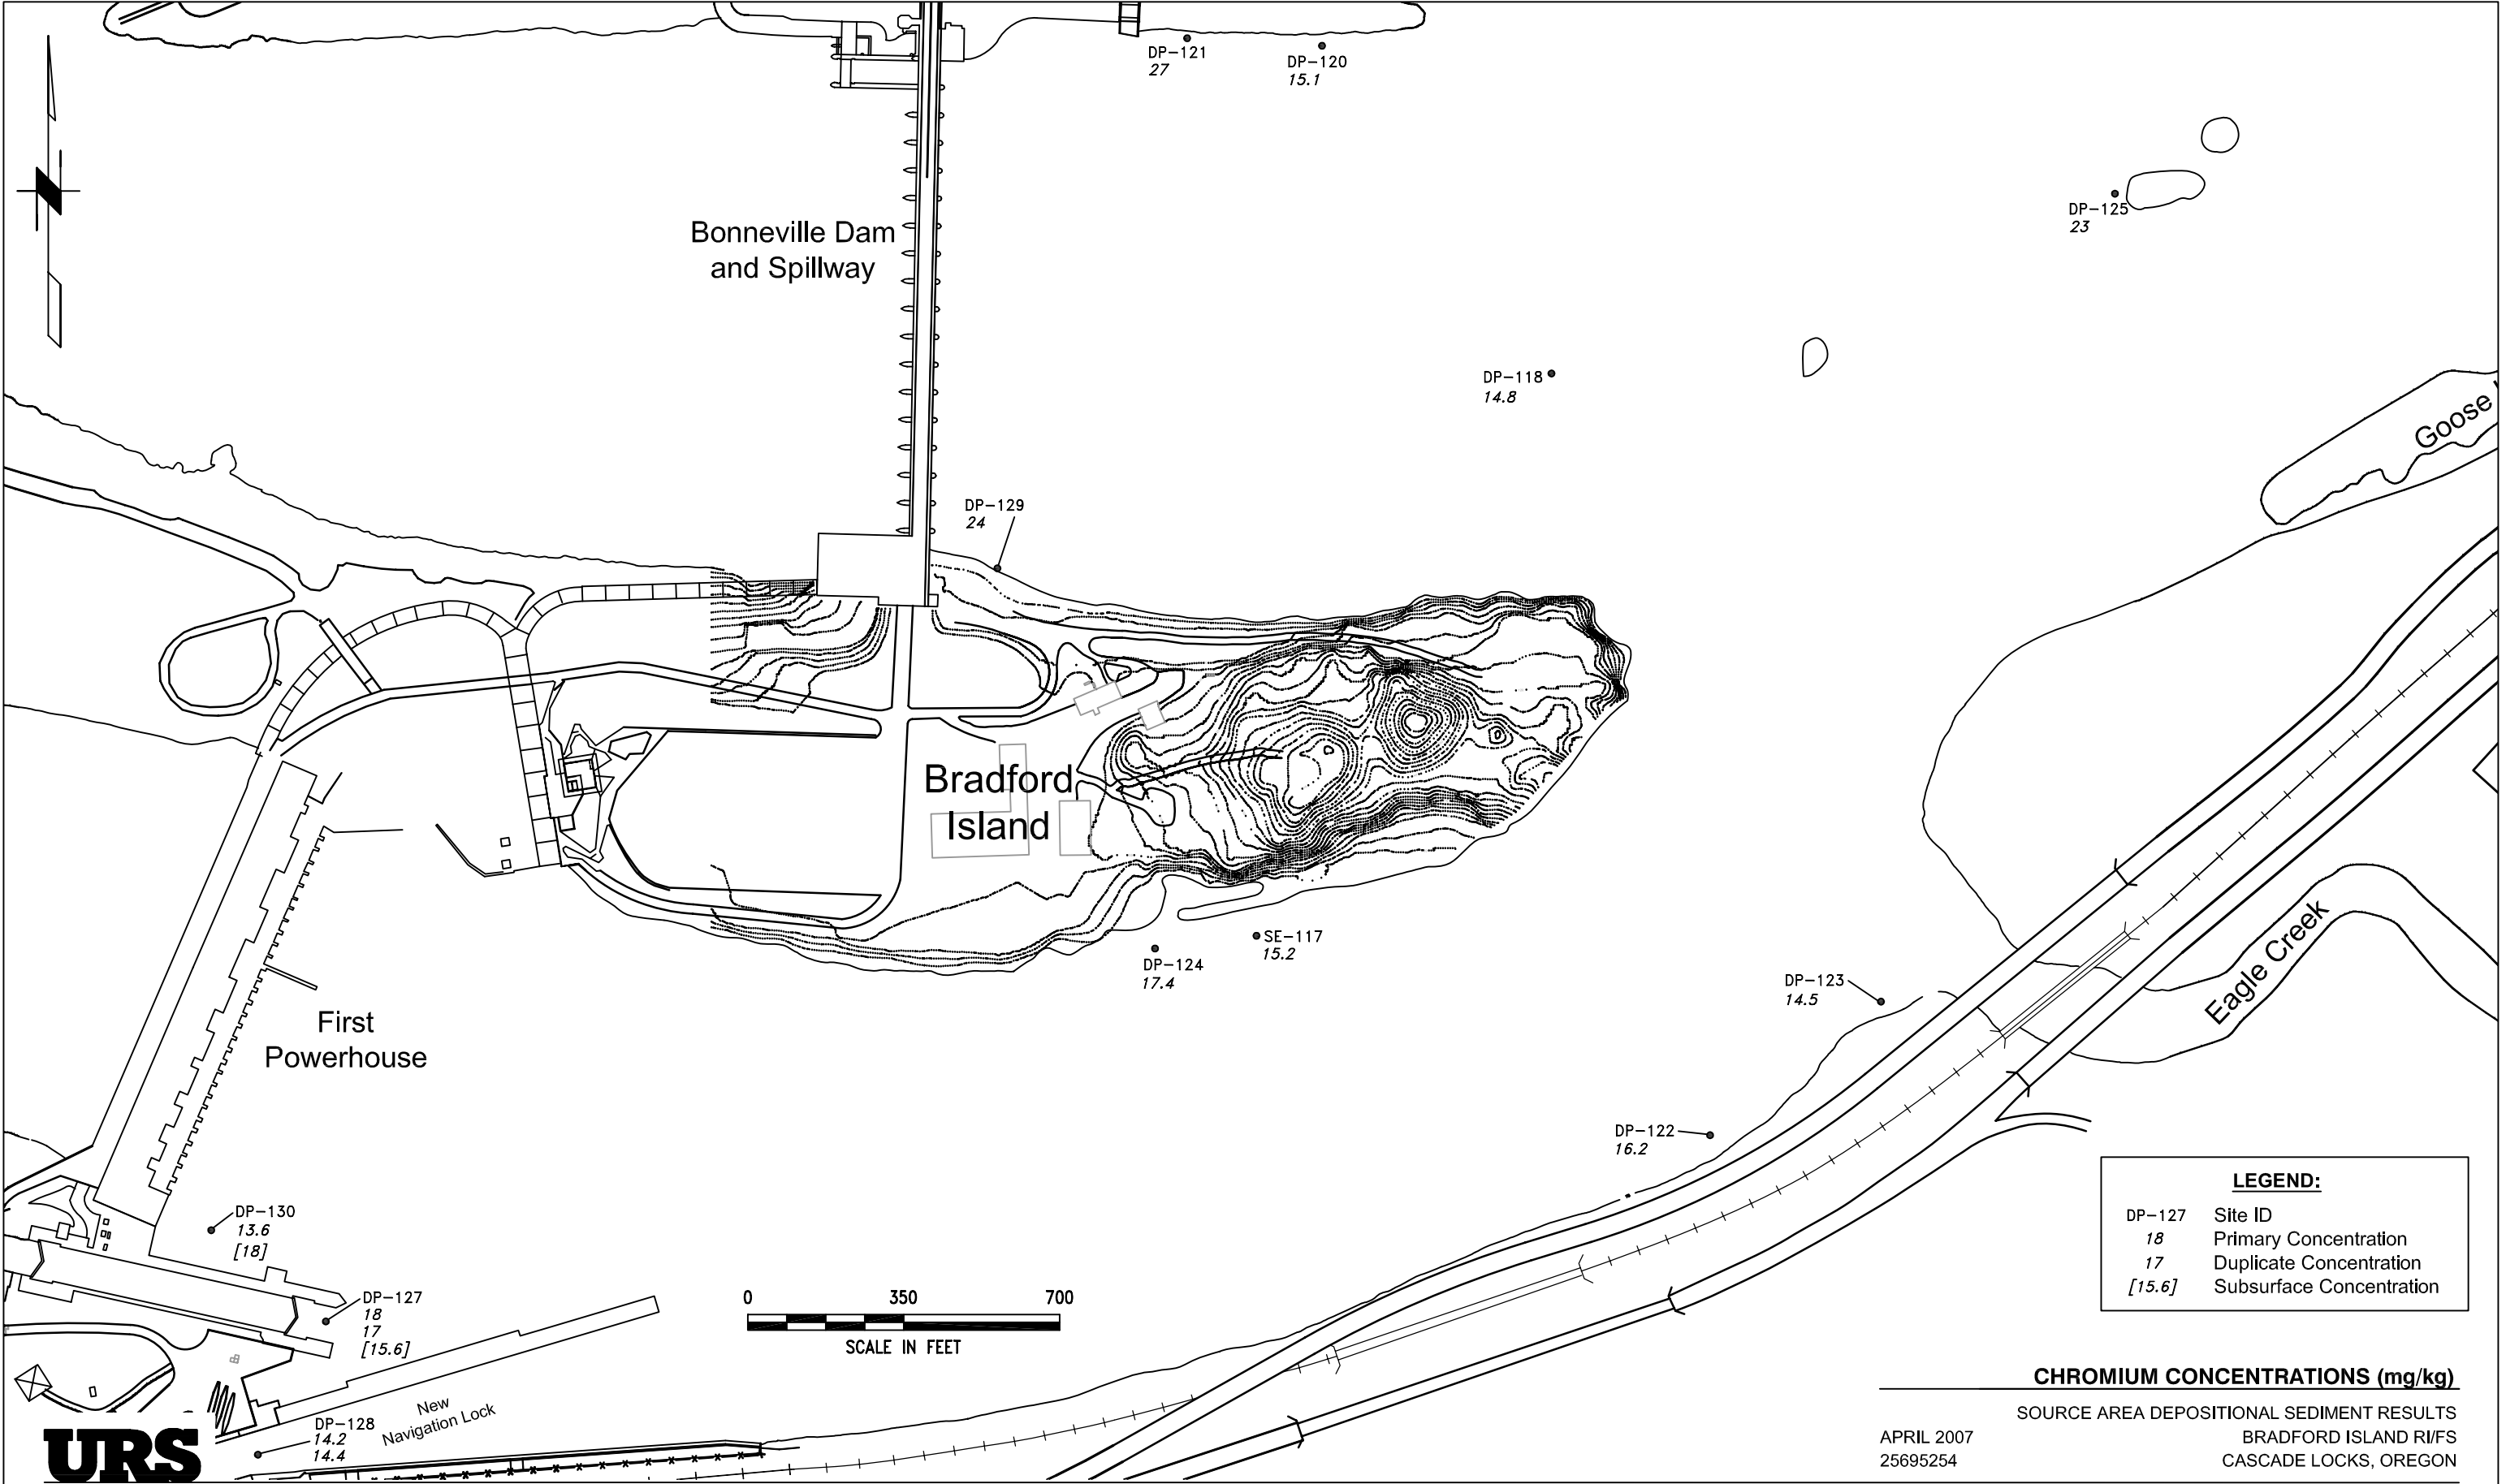 DP-121
27
DP-120
15.1
DP-125
23
Bonneville Dam
and Spillway
DP-118
14.8
Goose
DP-129
24
Bradford
Island
SE-117
15.2
DP-124
17.4
Eagle Creek
DP-123
14.5
First
Powerhouse
DP-122
16.2
DP-130
13.6
[18]
DP-127
18
17
[15.6]
0 350 700
SCALE IN FEET
New
Navigation Lock
DP-128
14.2
14.4
URS
LEGEND:
DP-127 Site ID
18 Primary Concentration
17 Duplicate Concentration
[15.6] Subsurface Concentration
CHROMIUM CONCENTRATIONS (mg/kg)
SOURCE AREA DEPOSITIONAL SEDIMENT RESULTS
APRIL 2007 BRADFORD ISLAND RI/FS
25695254 CASCADE LOCKS, OREGON